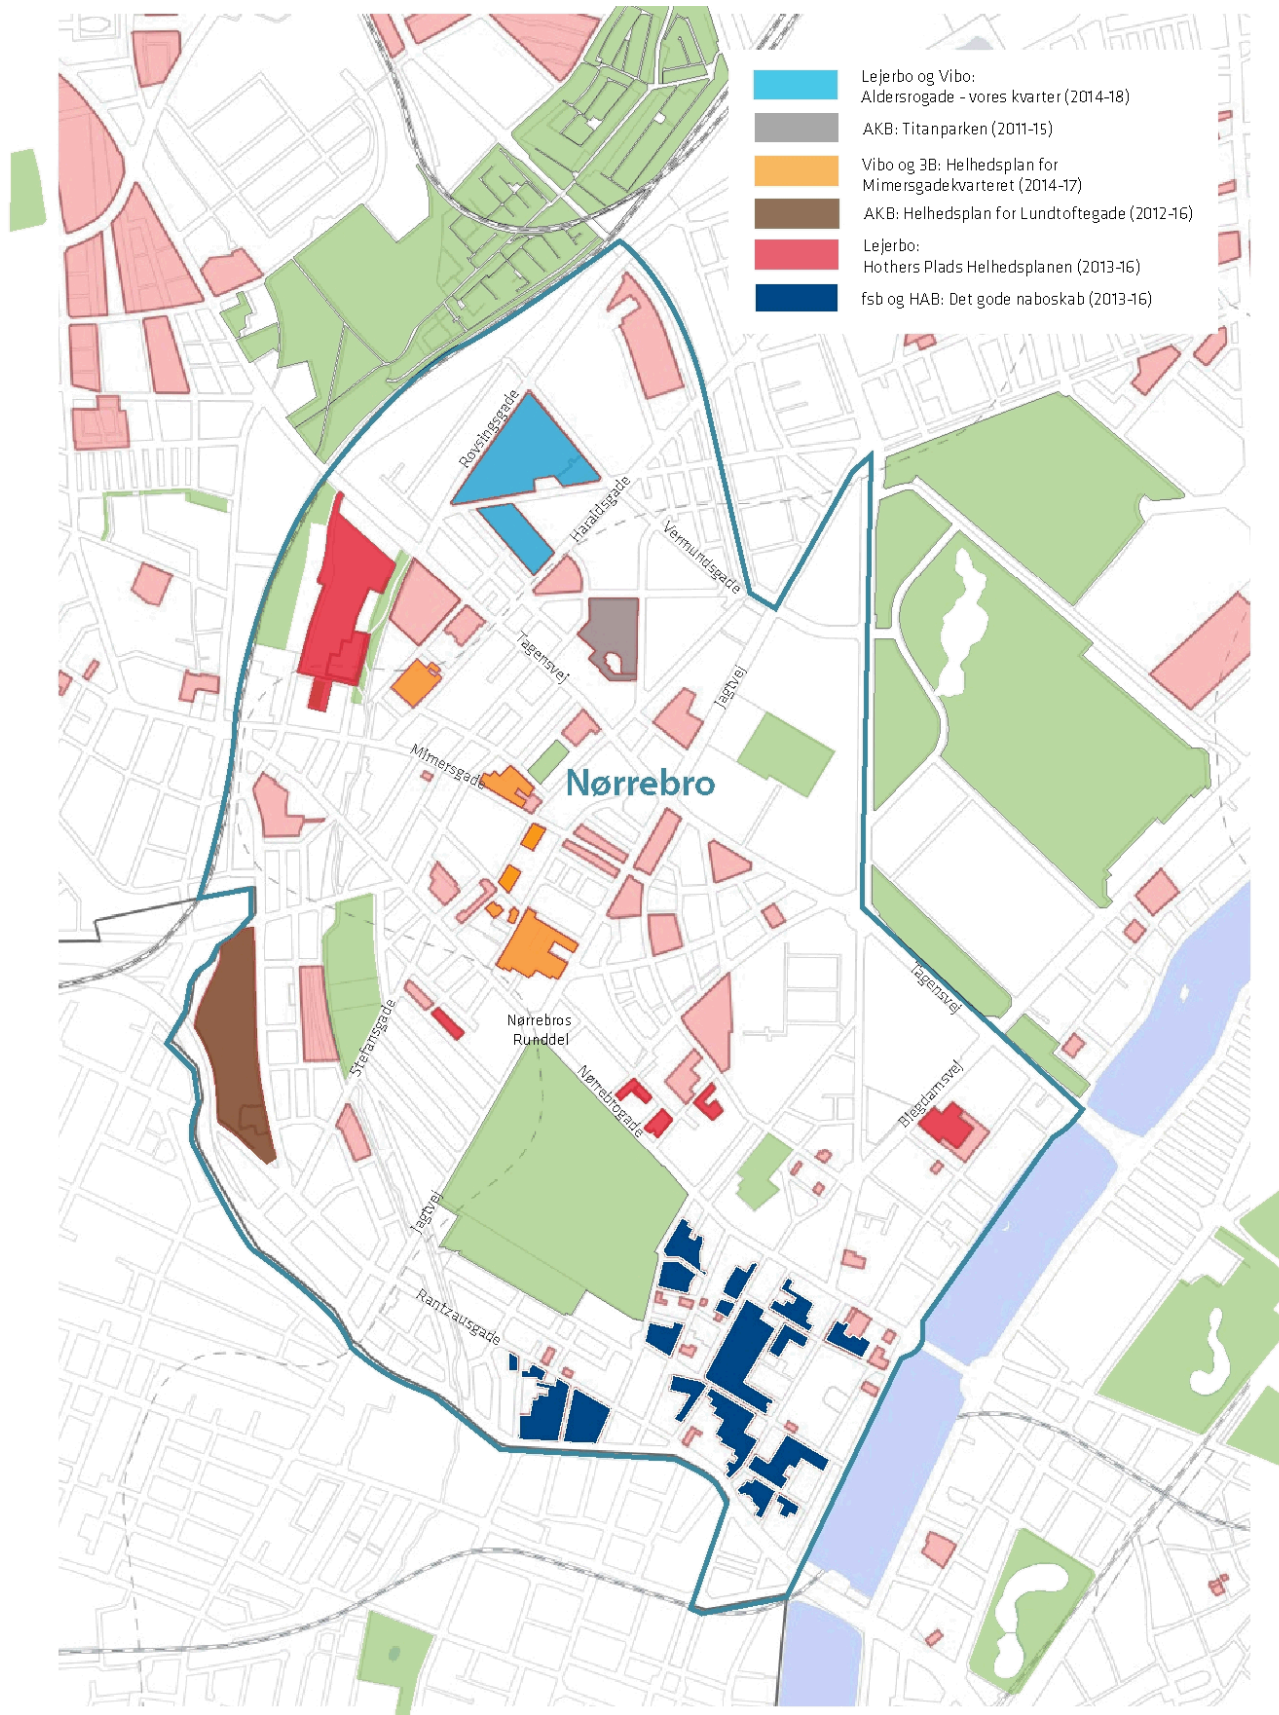 Lejerbo og Vibo:
Aldersrogade - vores kvarter (2014-18)
AKB: Titanparken (2011-15)
Vibo og 3B: Helhedsplan for
Mimersgadekvarteret (2014-17)
AKB: Helhedsplan for Lundtoftegade (2012-16)
Lejerbo:
Hothers Plads Helhedsplanen (2013-16)
fsb og HAB: Det gode naboskab (2013-16)
Rovsingsgade
Haraldsgade
Vermundsgade
Tagensvej
Jagtvej
Mimersgade
Nørrebro
Tagensvej
Stefansgade
Nørrebros
Runddel
Nørrebrogade
Blegdamsvej
Jagtvej
Rantzausgade